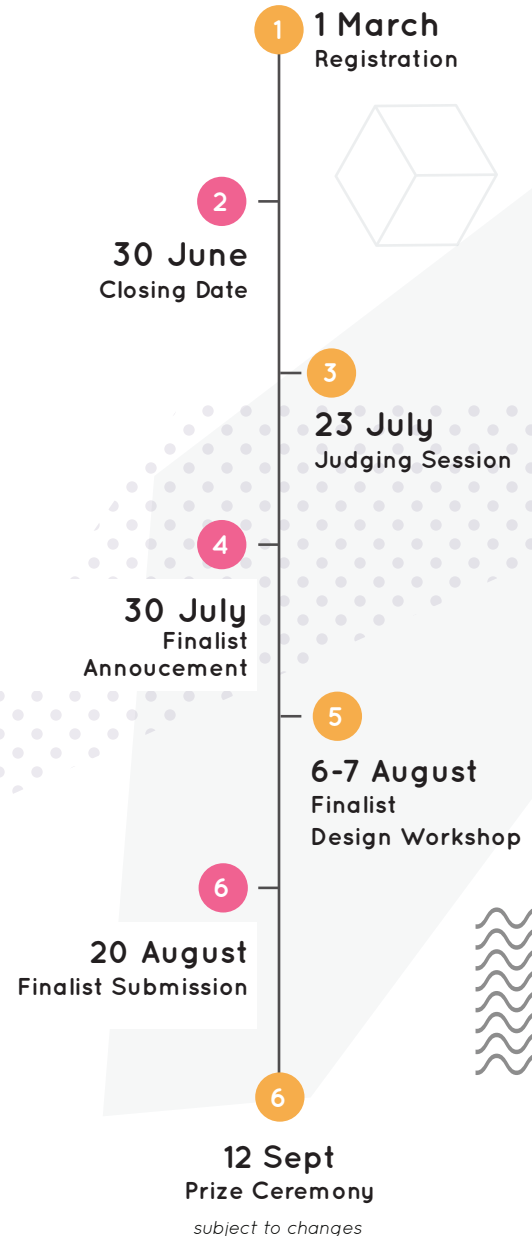 1
1 March
Registration
2
30 June
Closing Date
3
23 July
Judging Session
4
30 July
Finalist
Annoucement
5
6-7 August
Finalist
Design Workshop
6
20 August
Finalist Submission
6
12 Sept
Prize Ceremony
subject to changes